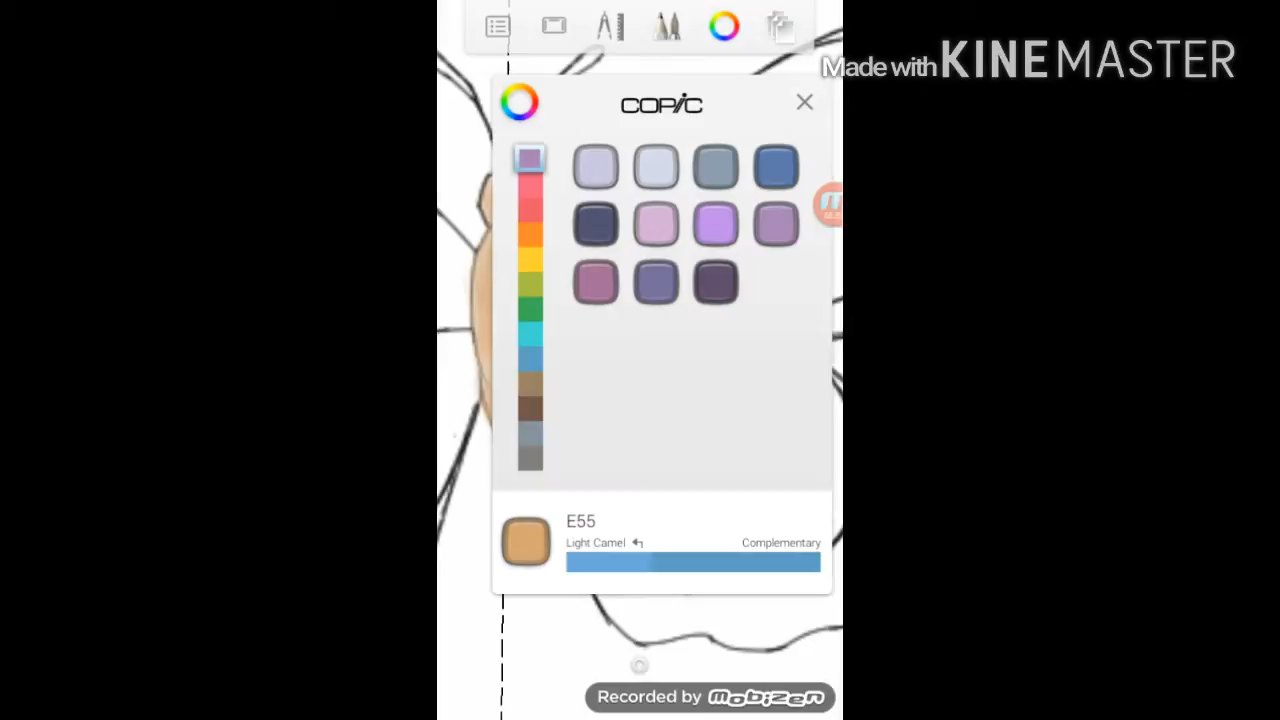 Made with KINEMASTER
COPIC
E55
Light Camel
Complementary
Recorded by mobizen